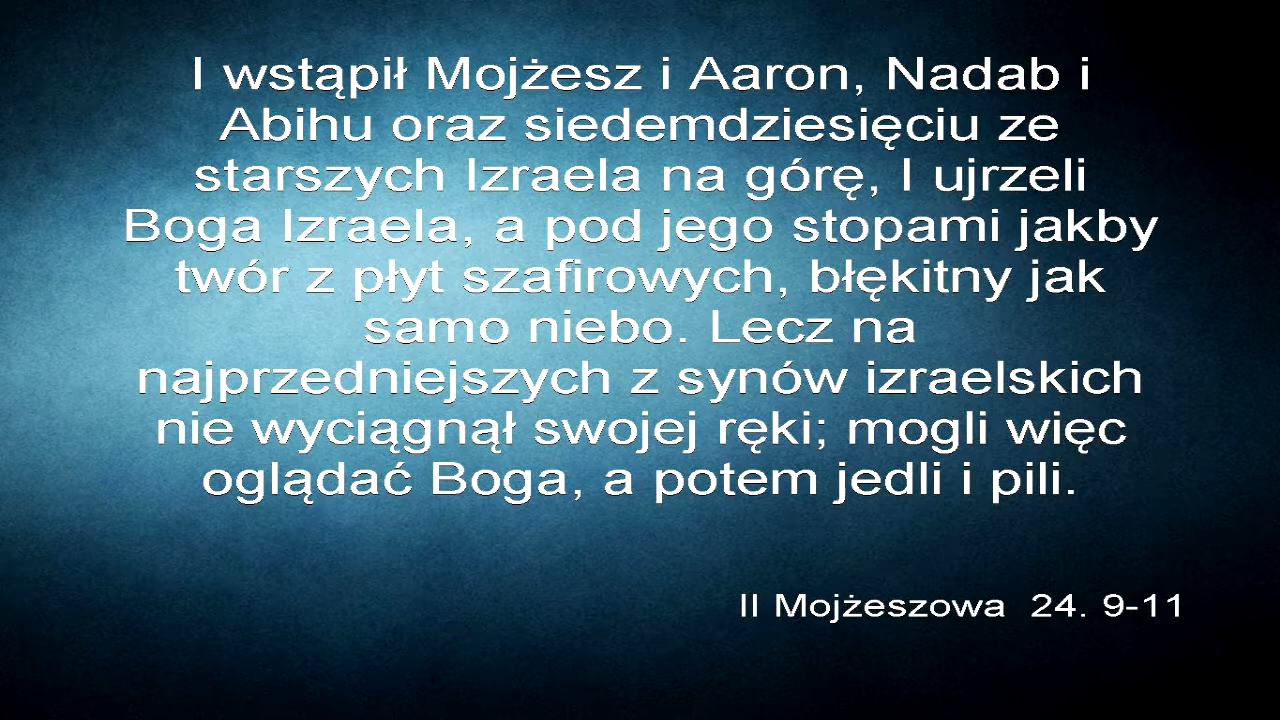 I wstąpił Mojżesz i Aaron, Nadab i
Abihu oraz siedemdziesięciu ze
starszych Izraela na górę, I ujrzeli
Boga Izraela, a pod jego stopami jakby
twór z płyt szafirowych, błękitny jak
samo niebo. Lecz na
najprzedniejszych z synów izraelskich
nie wyciągnął swojej ręki; mogli więc
oglądać Boga, a potem jedli i pili.
II Mojżeszowa 24. 9-11